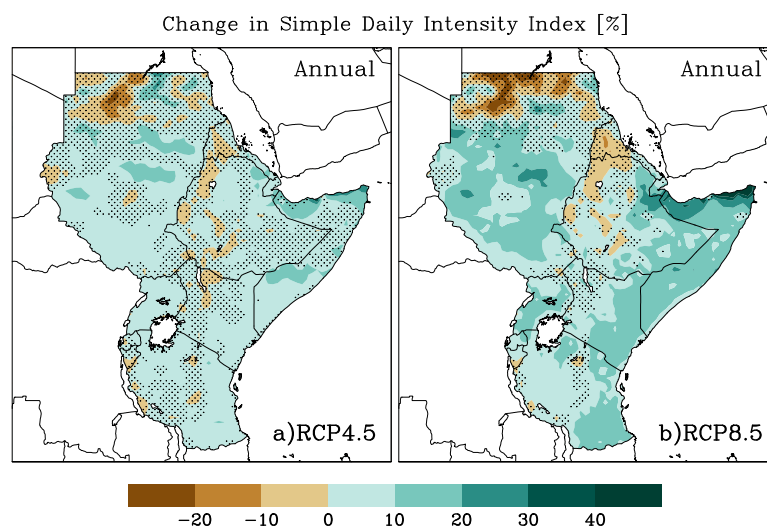 Change in Simple Daily Intensity Index [%]
Annual
Annual
a)RCP4.5
b)RCP8.5
−20 −10 0 10 20 30 40